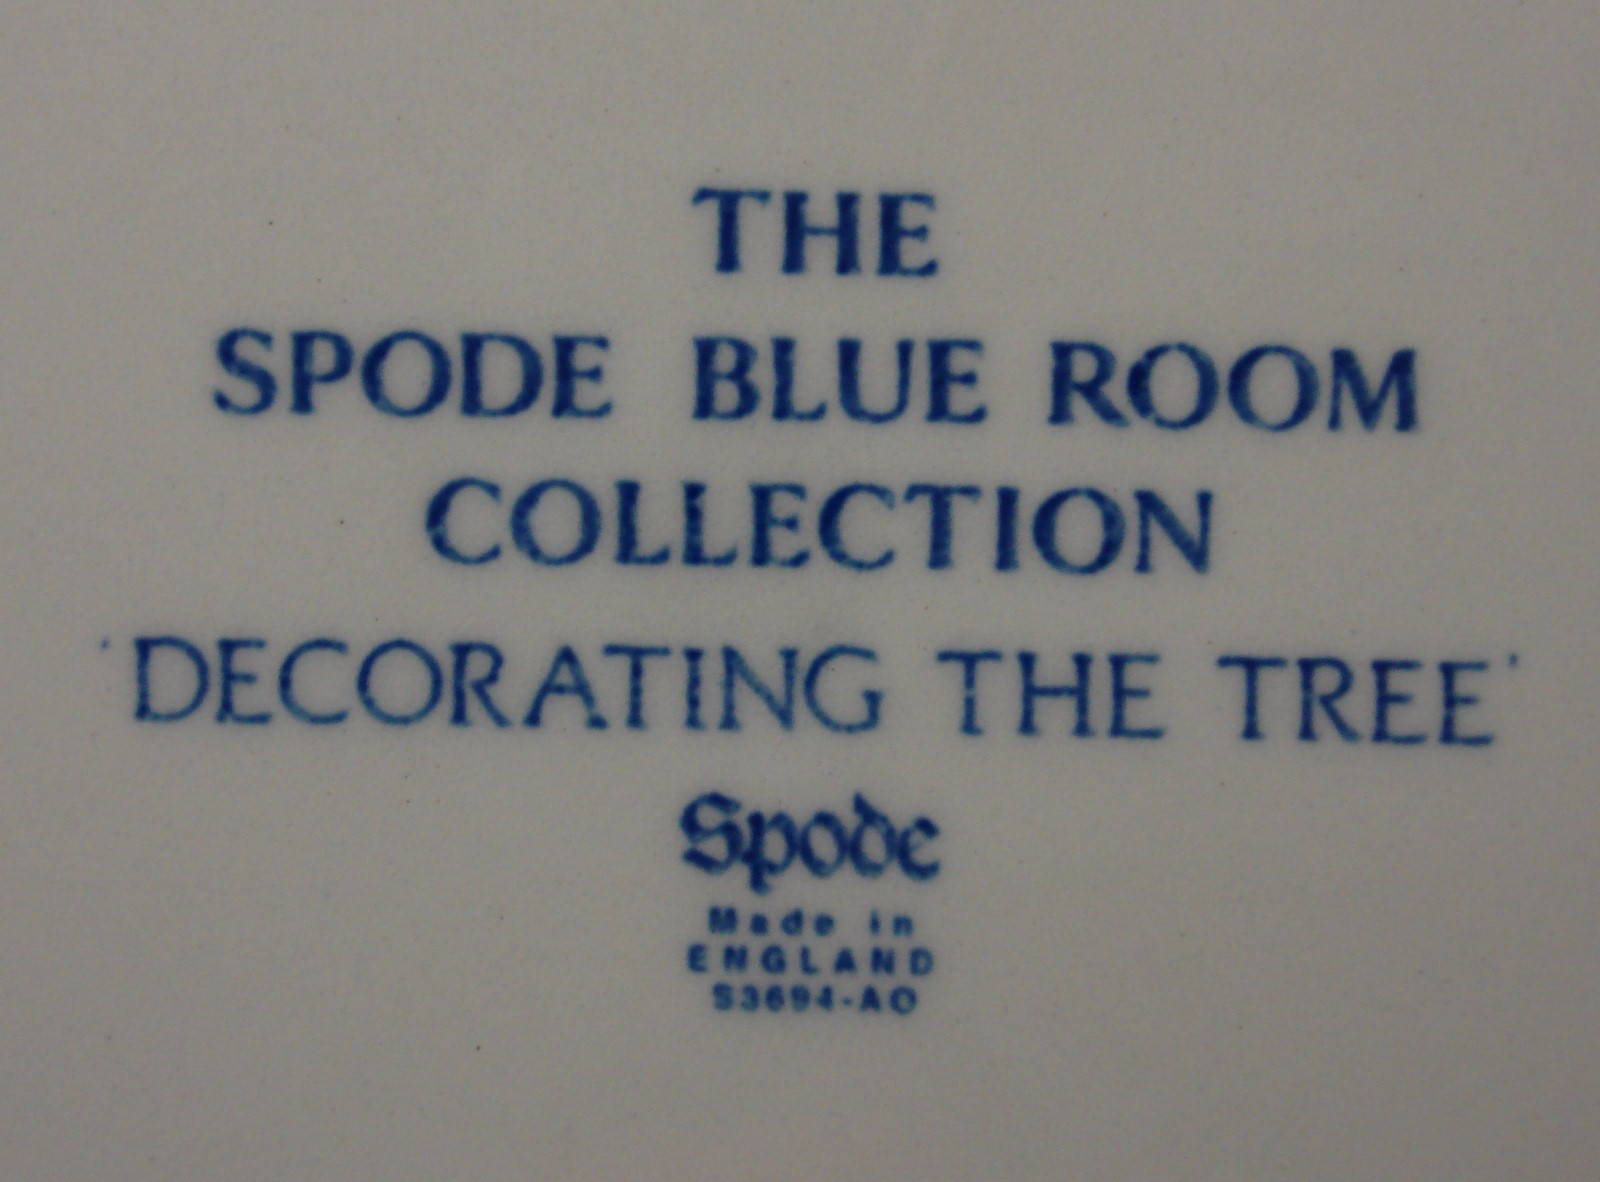 THE
SPODE BLUE ROOM
COLLECTION
'DECORATING THE TREE'
Spode
Made in
ENGLAND
S3694-AO